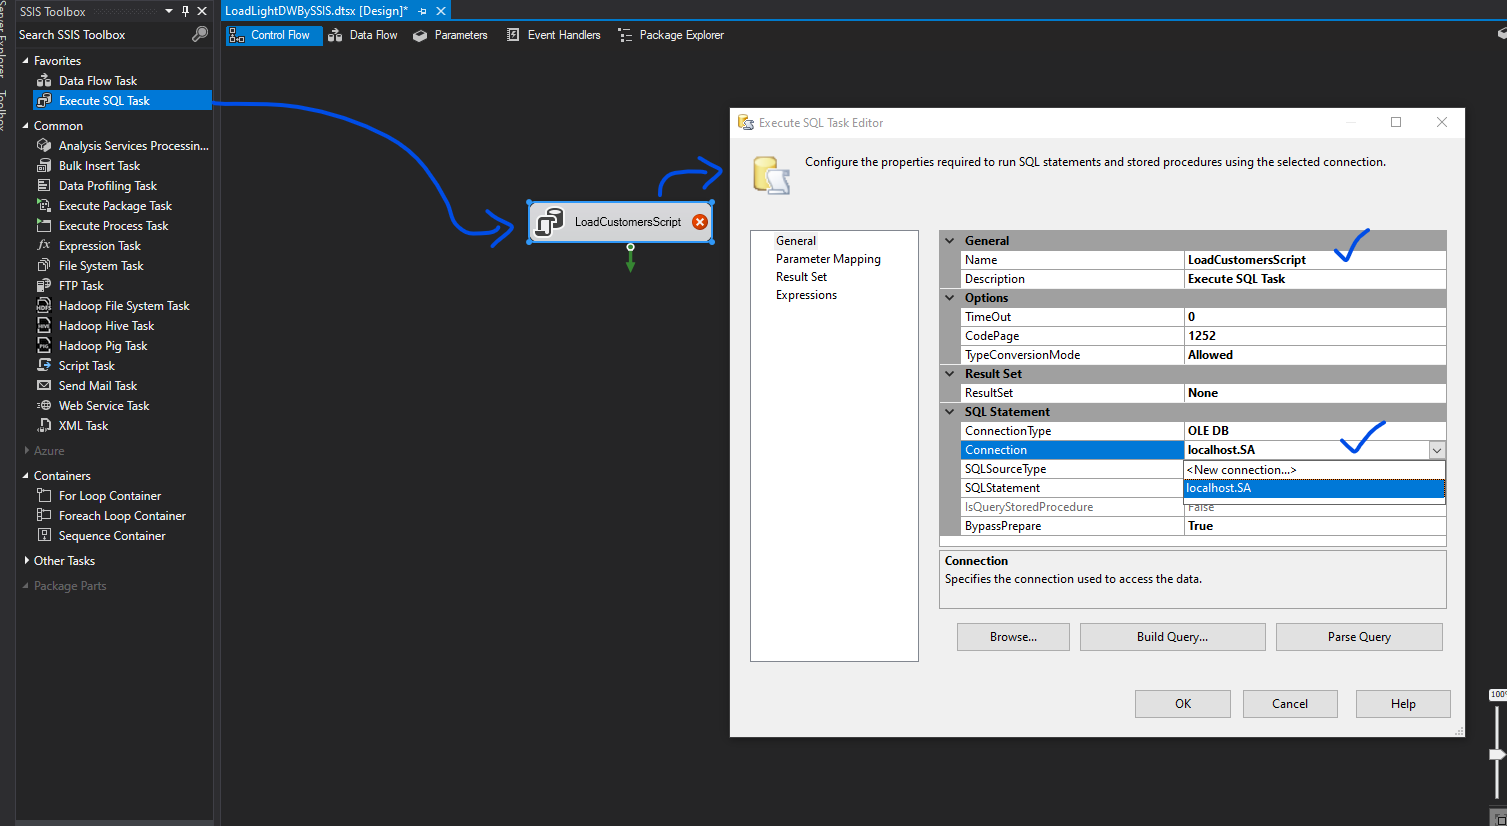 SSIS Toolbox
Search SSIS Toolbox
Favorites
Data Flow Task
Execute SQL Task
Common
Analysis Services Processin...
Bulk Insert Task
Data Profiling Task
Execute Package Task
Execute Process Task
Expression Task
File System Task
FTP Task
Hadoop File System Task
Hadoop Hive Task
Hadoop Pig Task
Script Task
Send Mail Task
Web Service Task
XML Task
Azure
Containers
For Loop Container
Foreach Loop Container
Sequence Container
Other Tasks
Package Parts
LoadLightDWBySSIS.dtsx [Design]*
Control Flow
Data Flow
Parameters
Event Handlers
Package Explorer
LoadCustomersScript
Execute SQL Task Editor
Configure the properties required to run SQL statements and stored procedures using the selected connection.
General
Parameter Mapping
Result Set
Expressions
General
Name LoadCustomersScript
Description Execute SQL Task
Options
TimeOut 0
CodePage 1252
TypeConversionMode Allowed
Result Set
ResultSet None
SQL Statement
ConnectionType OLE DB
Connection localhost.SA
SQLSourceType <New connection...>
SQLStatement localhost.SA
IsQueryStoredProcedure False
BypassPrepare True
Connection
Specifies the connection used to access the data.
Browse...
Build Query...
Parse Query
OK
Cancel
Help